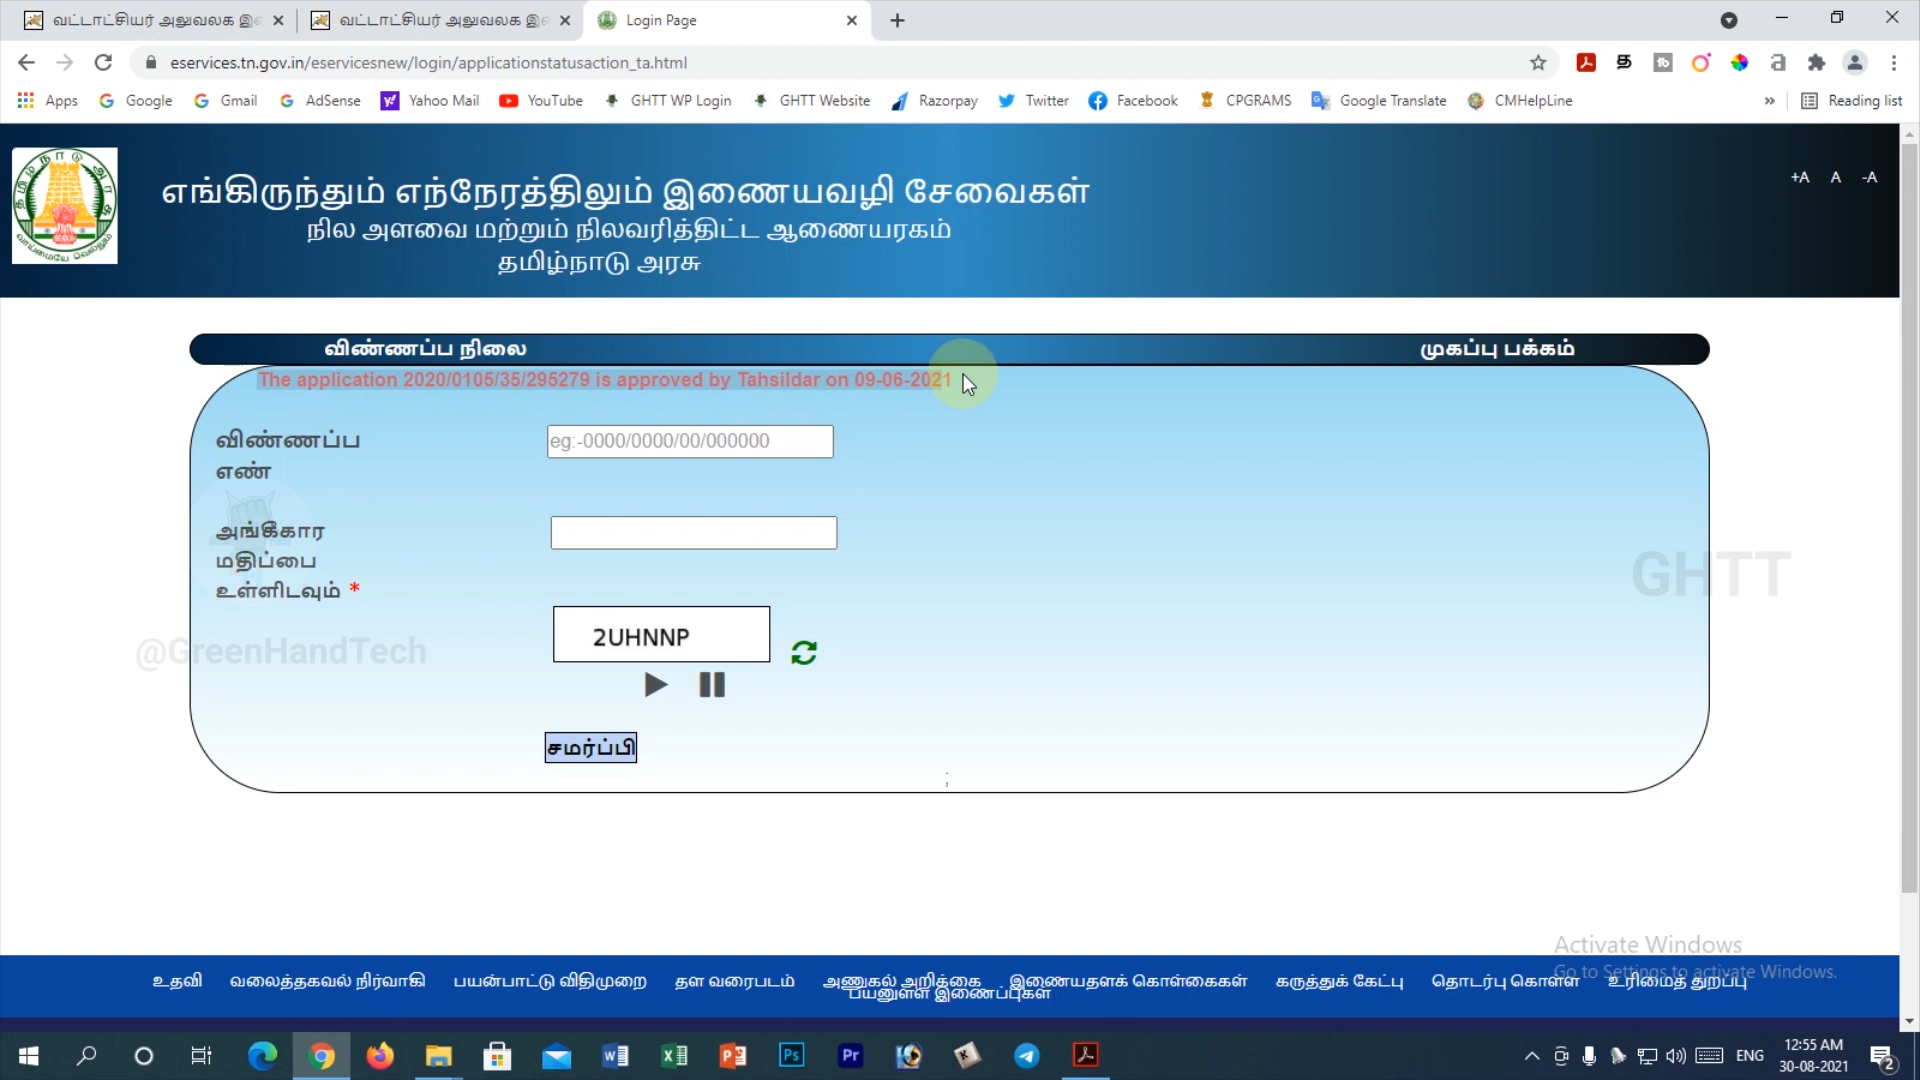 வட்டாட்சியர் அலுவலக இ
வட்டாட்சியர் அலுவலக இ
Login Page
eservices.tn.gov.in/eservicesnew/login/applicationstatusaction_ta.html
Apps Google Gmail AdSense Yahoo Mail YouTube GHTT WP Login GHTT Website Razorpay Twitter Facebook CPGRAMS Google Translate CMHelpLine » Reading list
எங்கிருந்தும் எந்நேரத்திலும் இணையவழி சேவைகள்
நில அளவை மற்றும் நிலவரித்திட்ட ஆணையரகம்
தமிழ்நாடு அரசு
+A A -A
விண்ணப்ப நிலை முகப்பு பக்கம்
The application 2020/0105/35/295279 is approved by Tahsildar on 09-06-2021
விண்ணப்ப
எண்
eg:-0000/0000/00/000000
அங்கீகார
மதிப்பை
உள்ளிடவும் *
GHTT
2UHNNP
@GreenHandTech
சமர்ப்பி
;
Activate Windows
Go to Settings to activate Windows.
உதவி வலைத்தகவல் நிர்வாகி பயன்பாட்டு விதிமுறை தள வரைபடம் அணுகல் அறிக்கை இணையதளக் கொள்கைகள் கருத்துக் கேட்பு தொடர்பு கொள்ள உரிமைத் துறப்பு
பயனுள்ள இணைப்புகள்
ENG
12:55 AM
30-08-2021
2